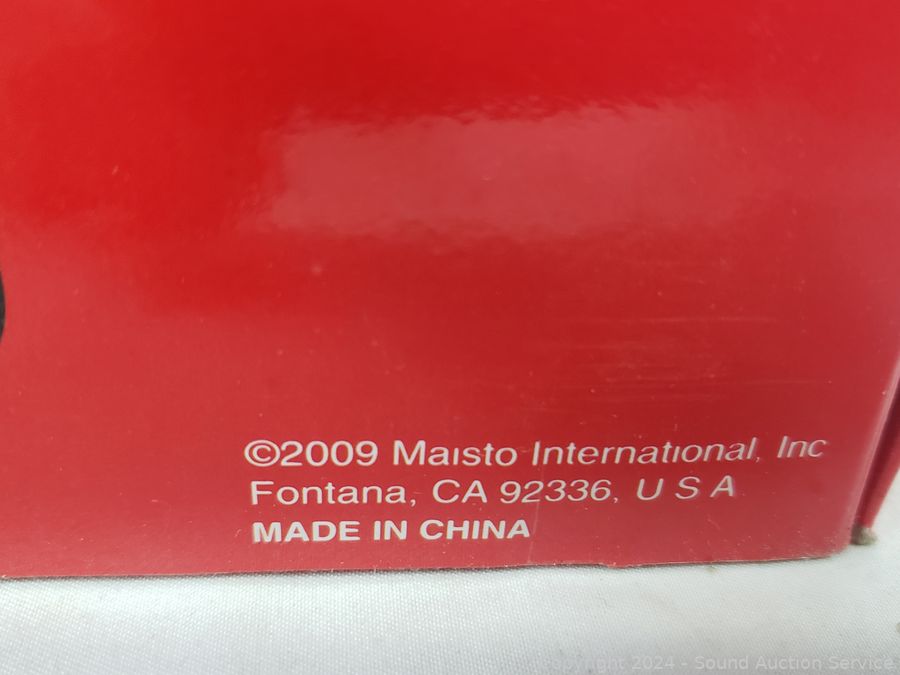 ©2009 Maisto International, Inc
Fontana, CA 92336, U S A
MADE IN CHINA
Copyright 2024 - Sound Auction Service